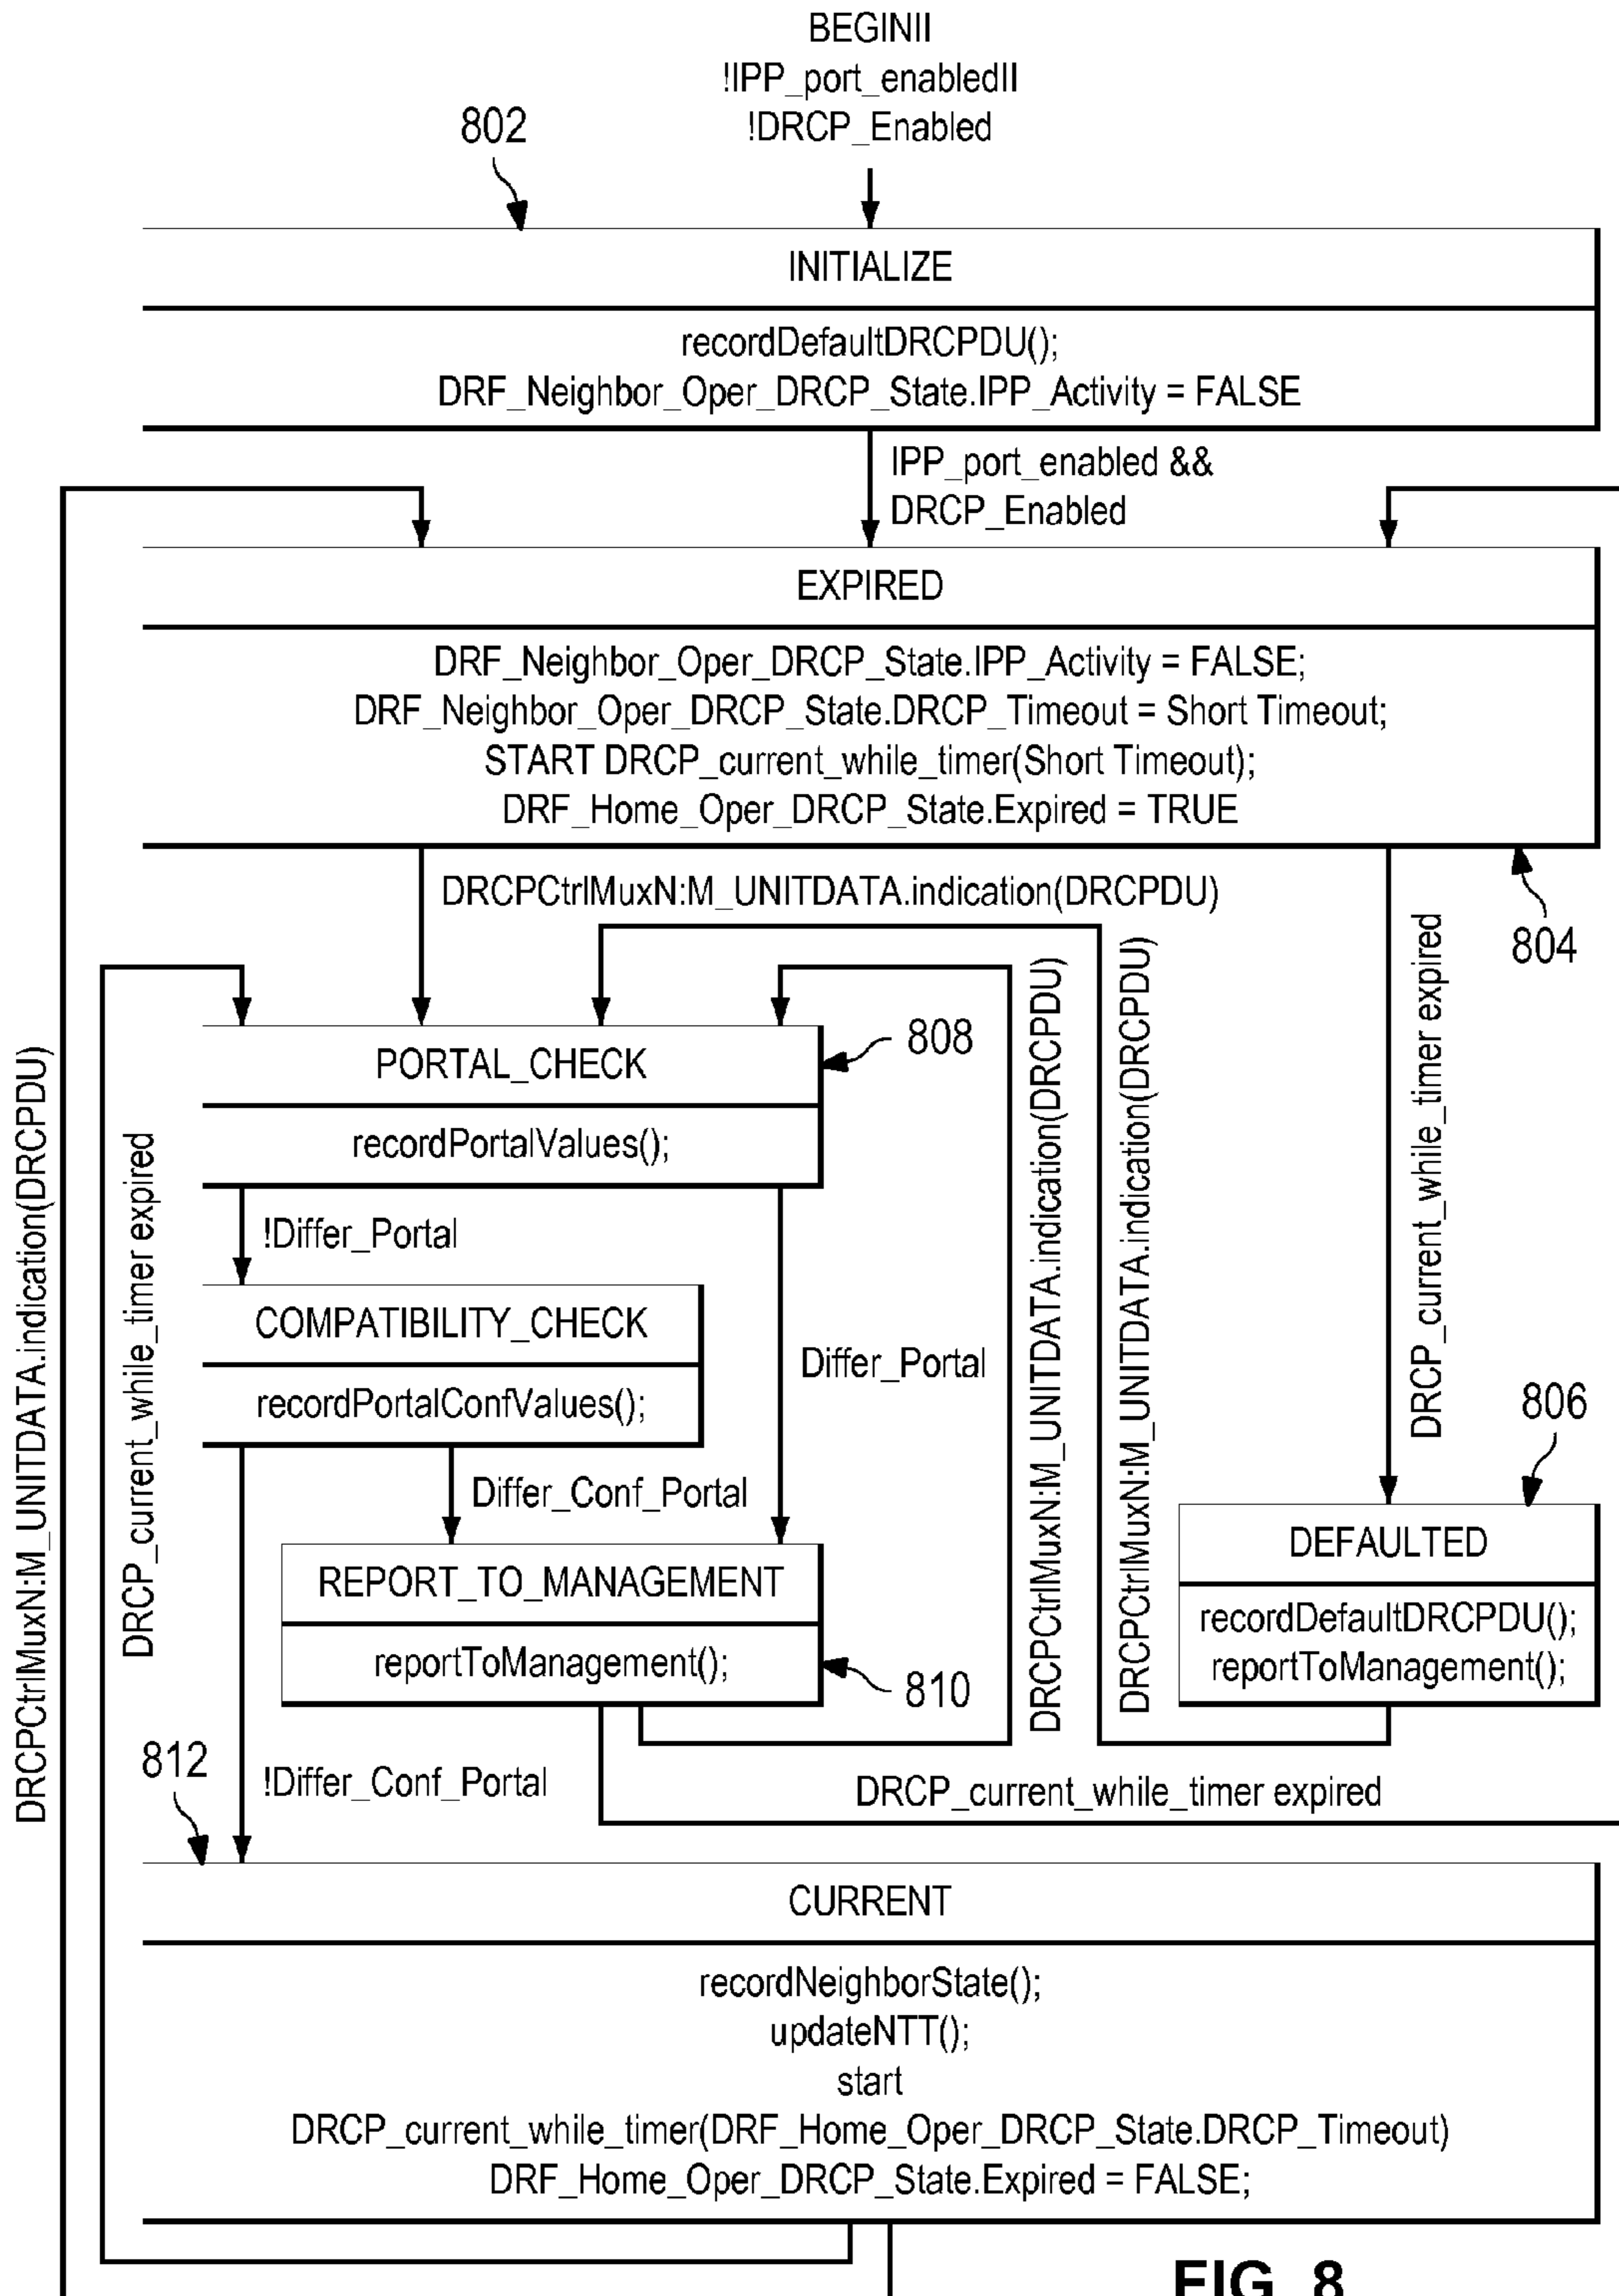 BEGINII
!IPP_port_enabledII
!DRCP_Enabled
802
INITIALIZE
recordDefaultDRCPDU();
DRF_Neighbor_Oper_DRCP_State.IPP_Activity = FALSE
IPP_port_enabled &&
DRCP_Enabled
EXPIRED
DRF_Neighbor_Oper_DRCP_State.IPP_Activity = FALSE;
DRF_Neighbor_Oper_DRCP_State.DRCP_Timeout = Short Timeout;
START DRCP_current_while_timer(Short Timeout);
DRF_Home_Oper_DRCP_State.Expired = TRUE
804
DRCPCtrlMuxN:M_UNITDATA.indication(DRCPDU)
DRCPCtrlMuxN:M_UNITDATA.indication(DRCPDU)
DRCP_current_while_timer expired
PORTAL_CHECK
808
recordPortalValues();
!Differ_Portal
Differ_Portal
COMPATIBILITY_CHECK
recordPortalConfValues();
Differ_Conf_Portal
REPORT_TO_MANAGEMENT
reportToManagement();
810
DRCPCtrlMuxN:M_UNITDATA.indication(DRCPDU)
DRCPCtrlMuxN:M_UNITDATA.indication(DRCPDU)
DRCP_current_while_timer expired
806
DEFAULTED
recordDefaultDRCPDU();
reportToManagement();
812
!Differ_Conf_Portal
DRCP_current_while_timer expired
CURRENT
recordNeighborState();
updateNTT();
start
DRCP_current_while_timer(DRF_Home_Oper_DRCP_State.DRCP_Timeout)
DRF_Home_Oper_DRCP_State.Expired = FALSE;
FIG. 8